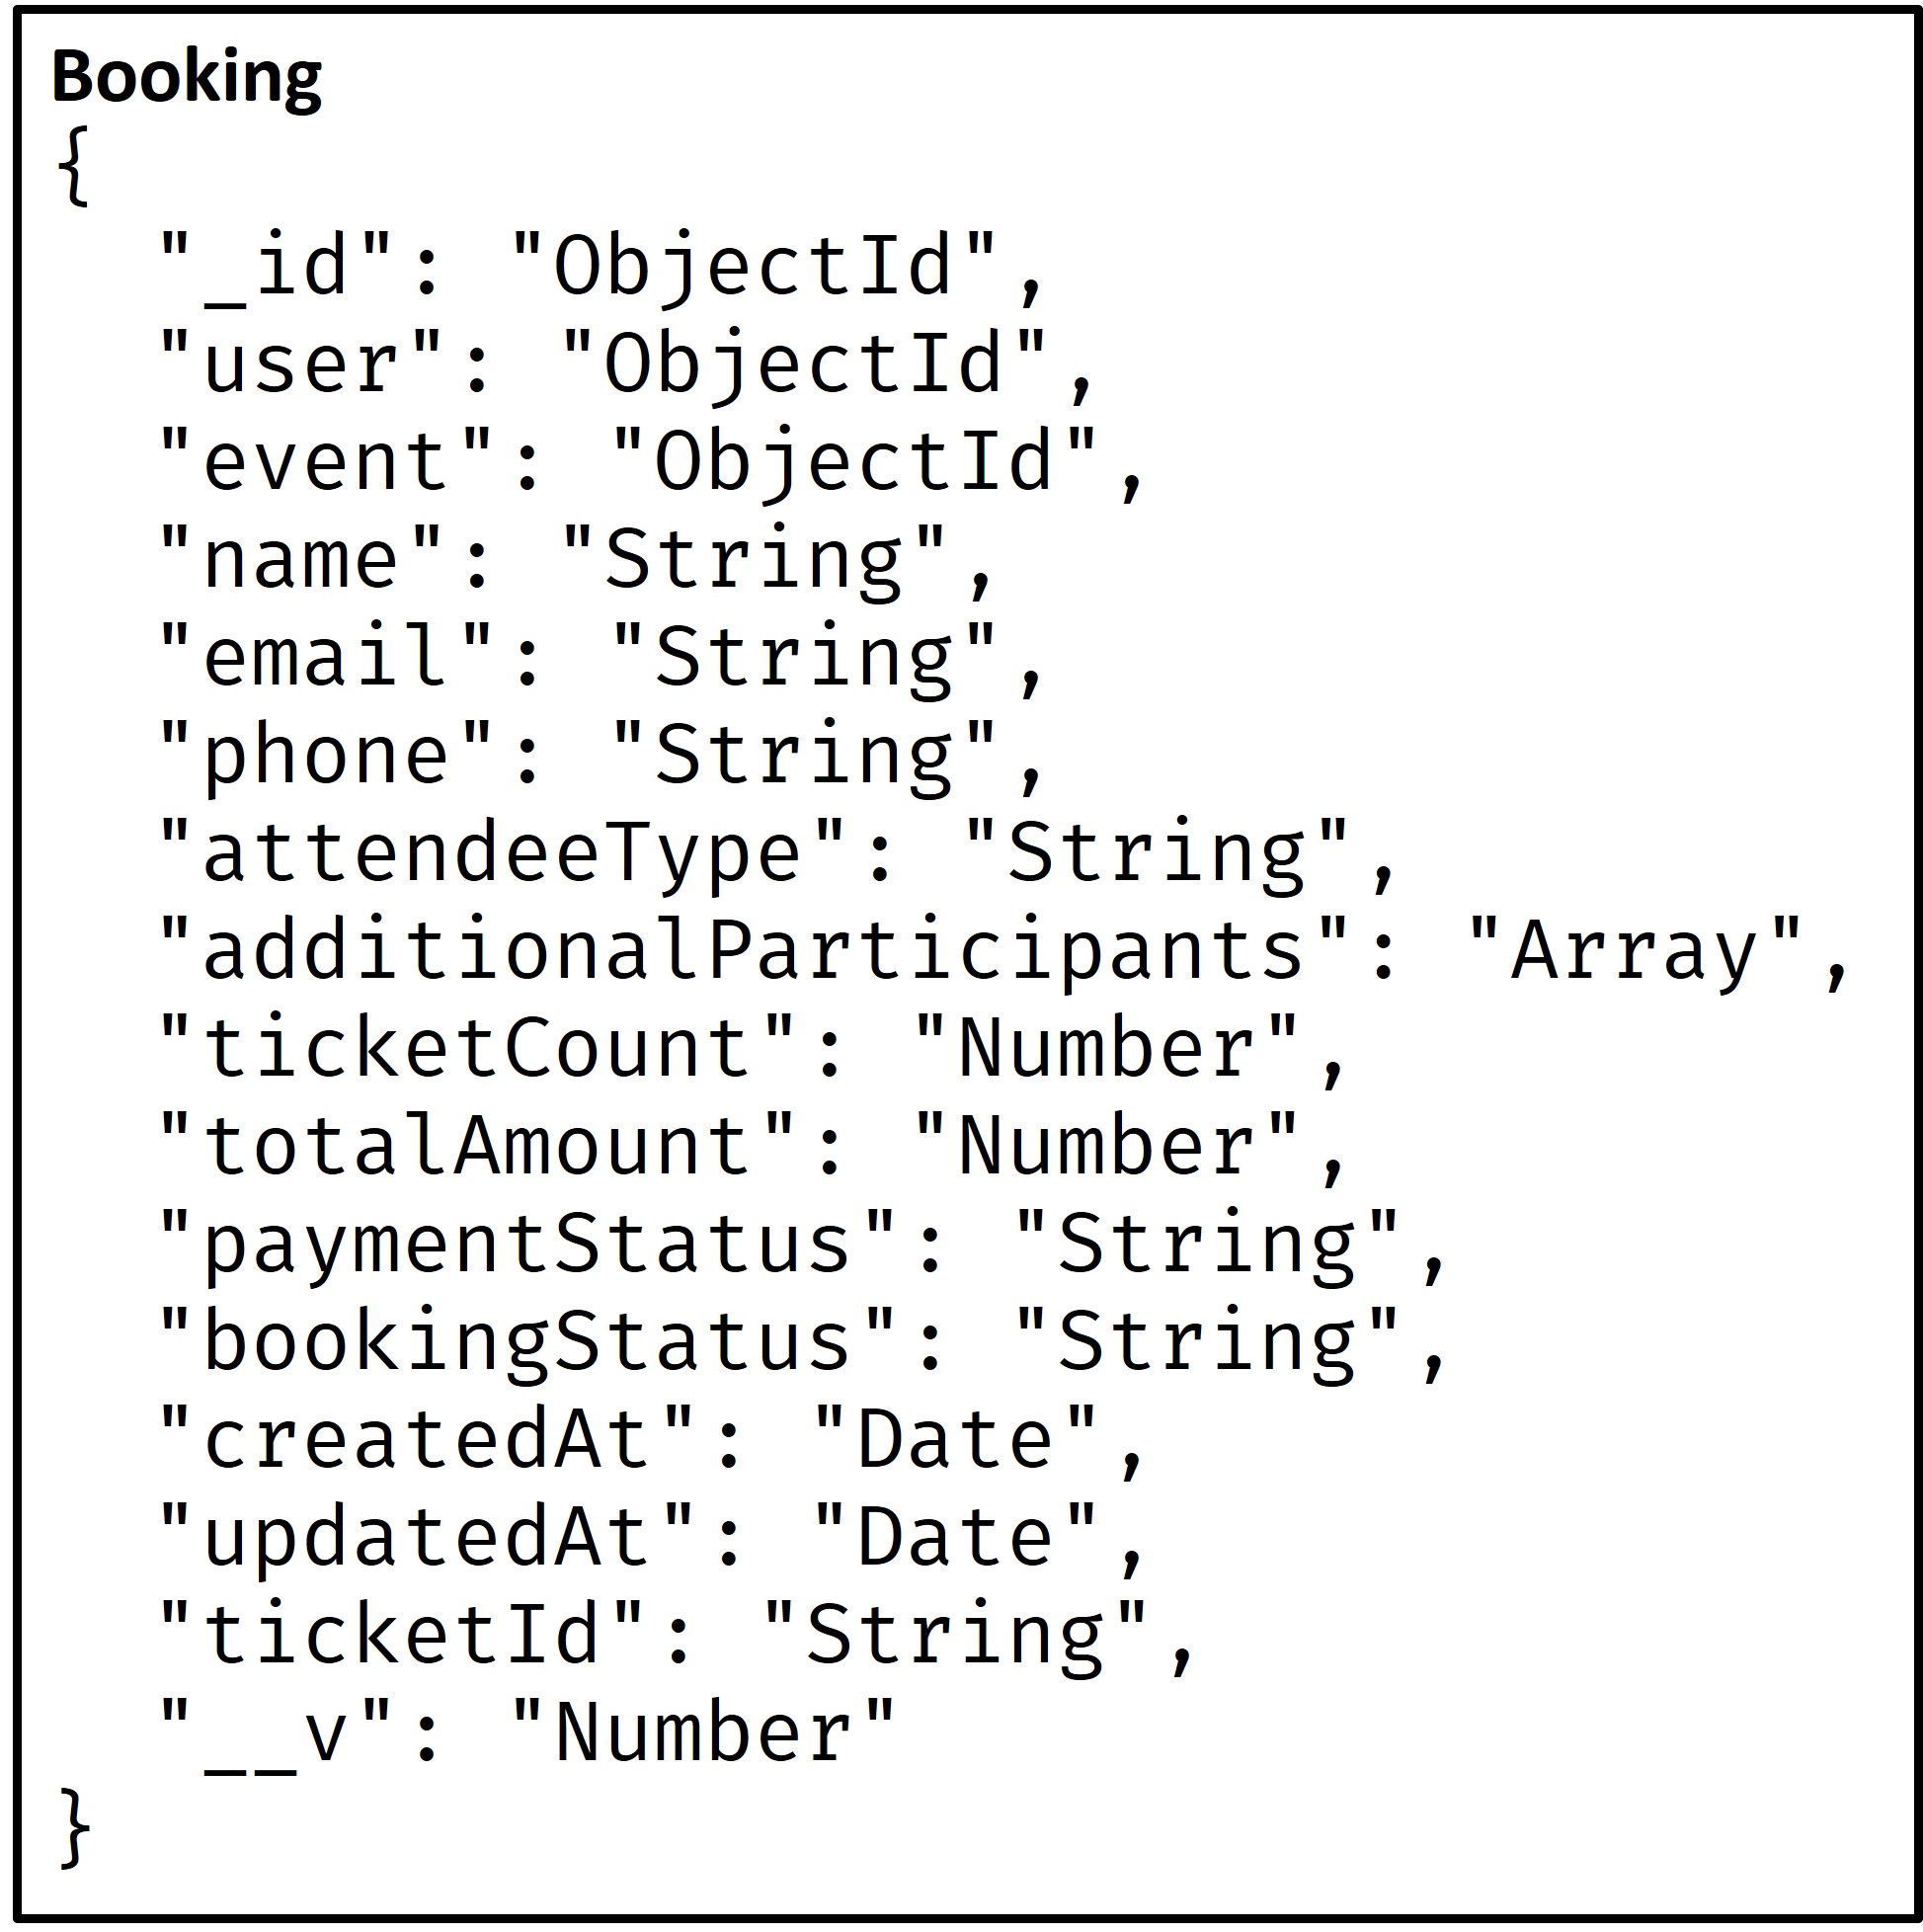 Booking
{
"_id": "ObjectId",
"user": "ObjectId",
"event": "ObjectId",
"name": "String",
"email": "String",
"phone": "String",
"attendeeType": "String",
"additionalParticipants": "Array",
"ticketCount": "Number",
"totalAmount": "Number",
"paymentStatus": "String",
"bookingStatus": "String",
"createdAt": "Date",
"updatedAt": "Date",
"ticketId": "String",
"__v": "Number"
}